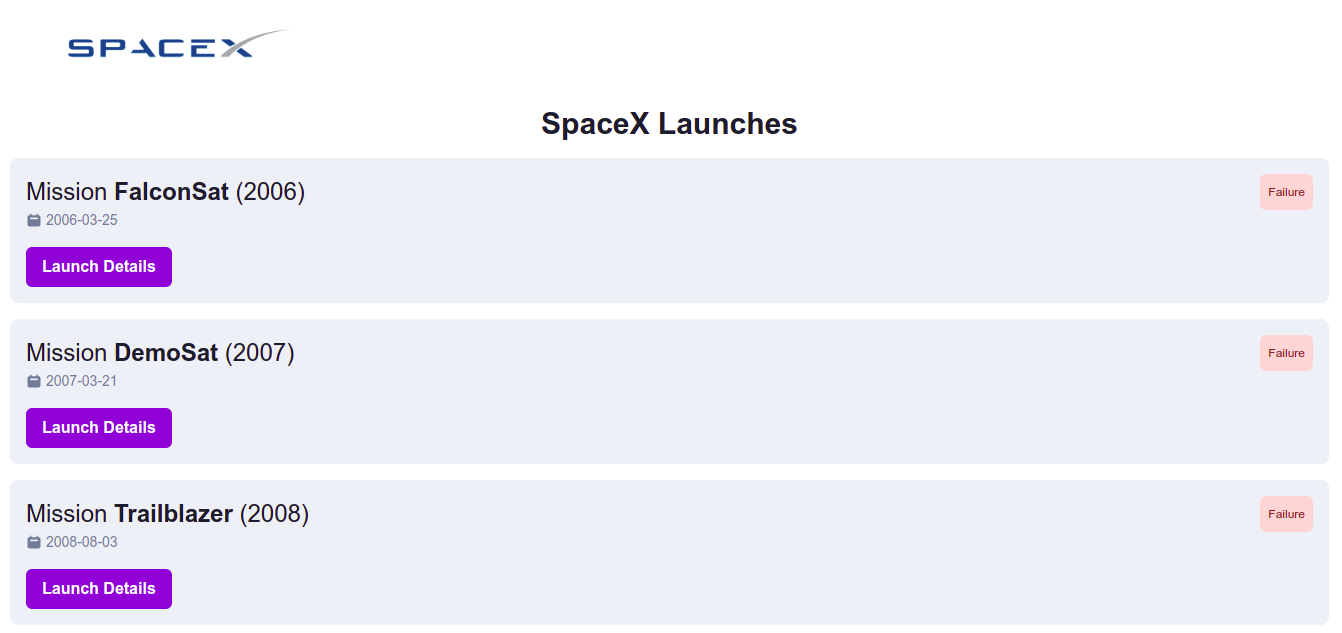 SPACEX
SpaceX Launches
Mission FalconSat (2006)
Failure
2006-03-25
Launch Details
Mission DemoSat (2007)
Failure
2007-03-21
Launch Details
Mission Trailblazer (2008)
Failure
2008-08-03
Launch Details